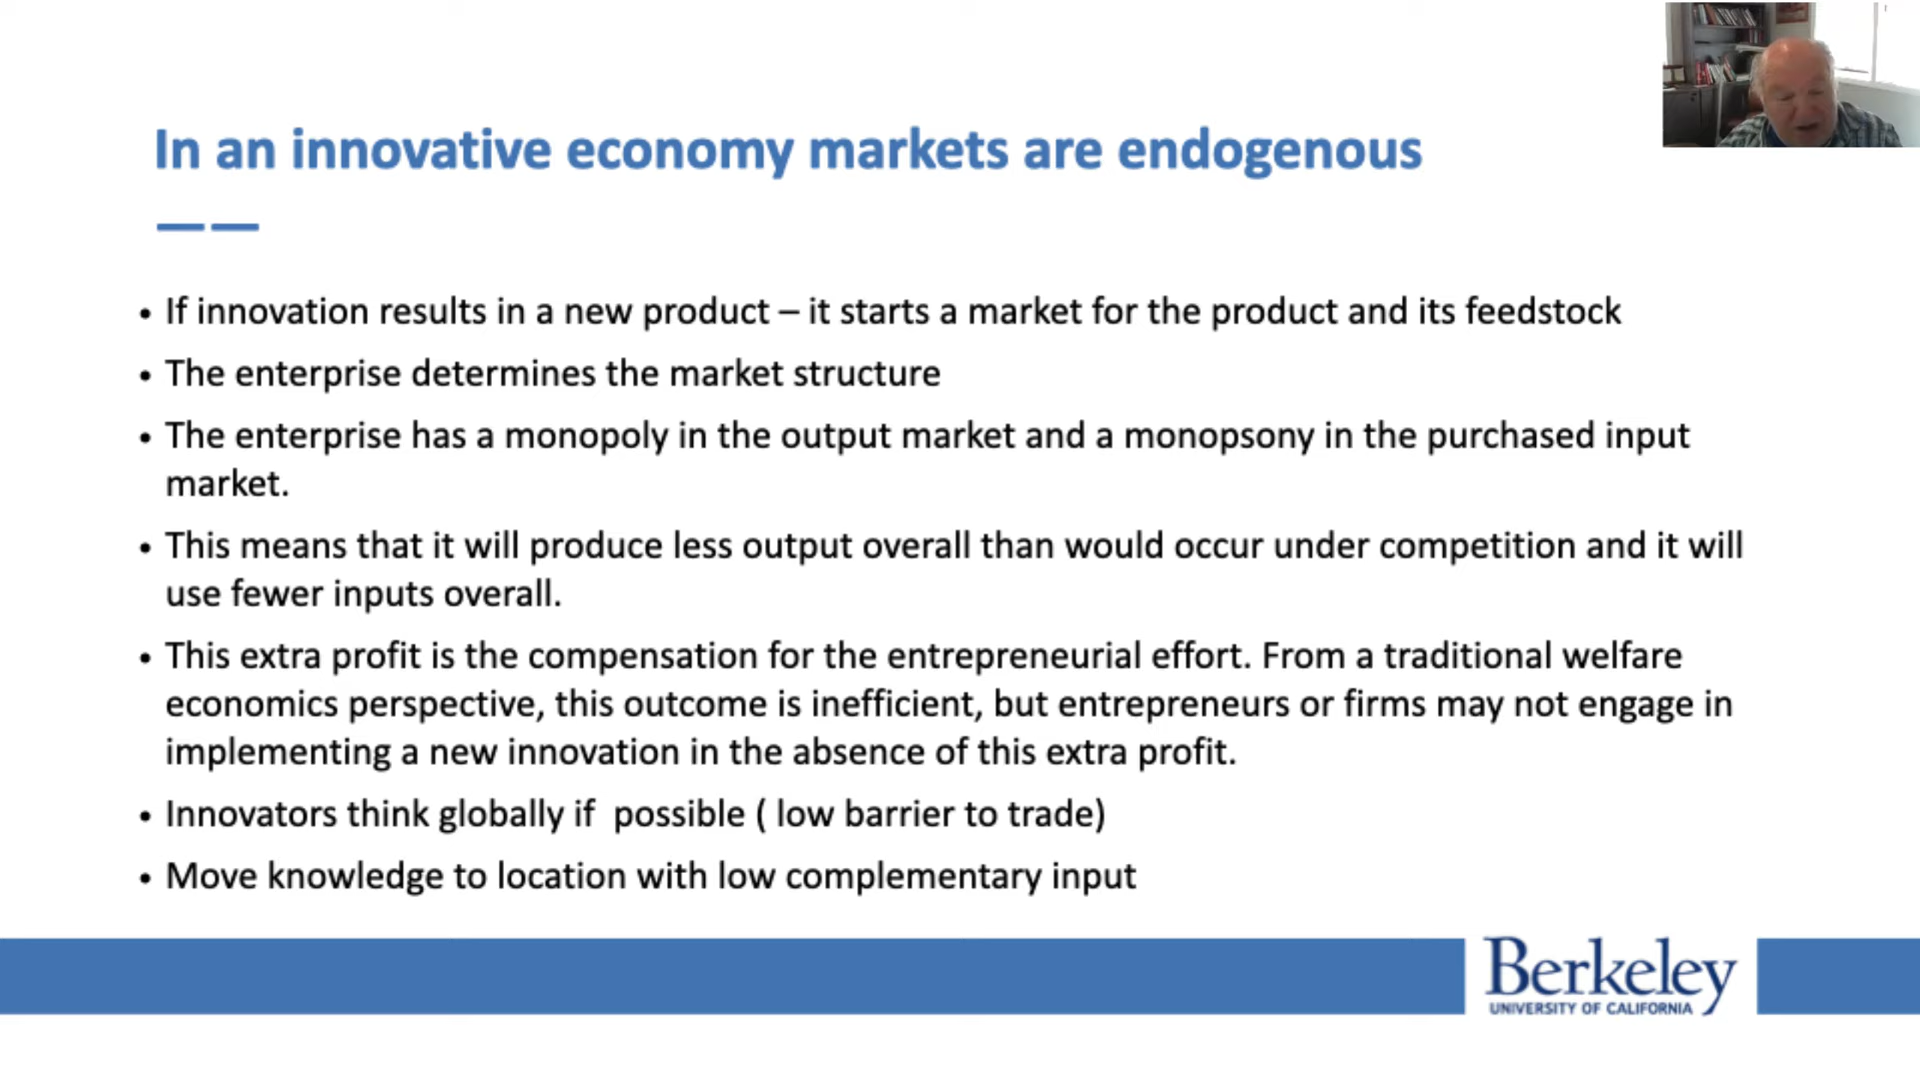 In an innovative economy markets are endogenous
• If innovation results in a new product – it starts a market for the product and its feedstock
• The enterprise determines the market structure
• The enterprise has a monopoly in the output market and a monopsony in the purchased input
market.
• This means that it will produce less output overall than would occur under competition and it will
use fewer inputs overall.
• This extra profit is the compensation for the entrepreneurial effort. From a traditional welfare
economics perspective, this outcome is inefficient, but entrepreneurs or firms may not engage in
implementing a new innovation in the absence of this extra profit.
• Innovators think globally if  possible ( low barrier to trade)
• Move knowledge to location with low complementary input
Berkeley
UNIVERSITY OF CALIFORNIA